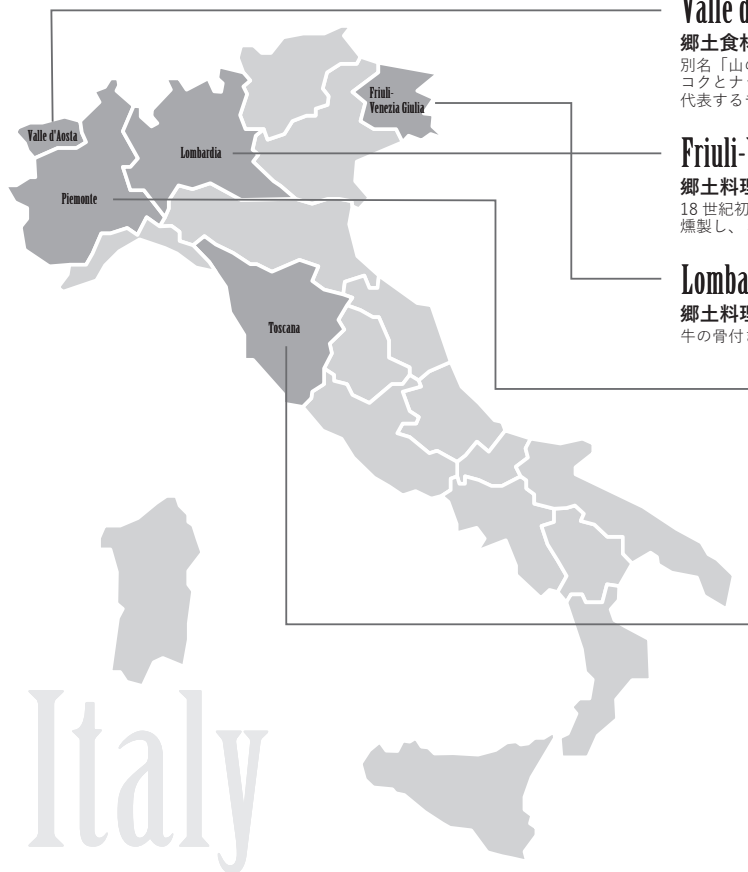 Valle d'Aosta
Piemonte
Lombardia
Friuli-
Venezia Giulia
Toscana
Italy
Valle d
郷土食材
別名「山の
コクとナッ
代表するチ
Friuli-
郷土料理
18 世紀初
燻製し、
Lomba
郷土料理
牛の骨付